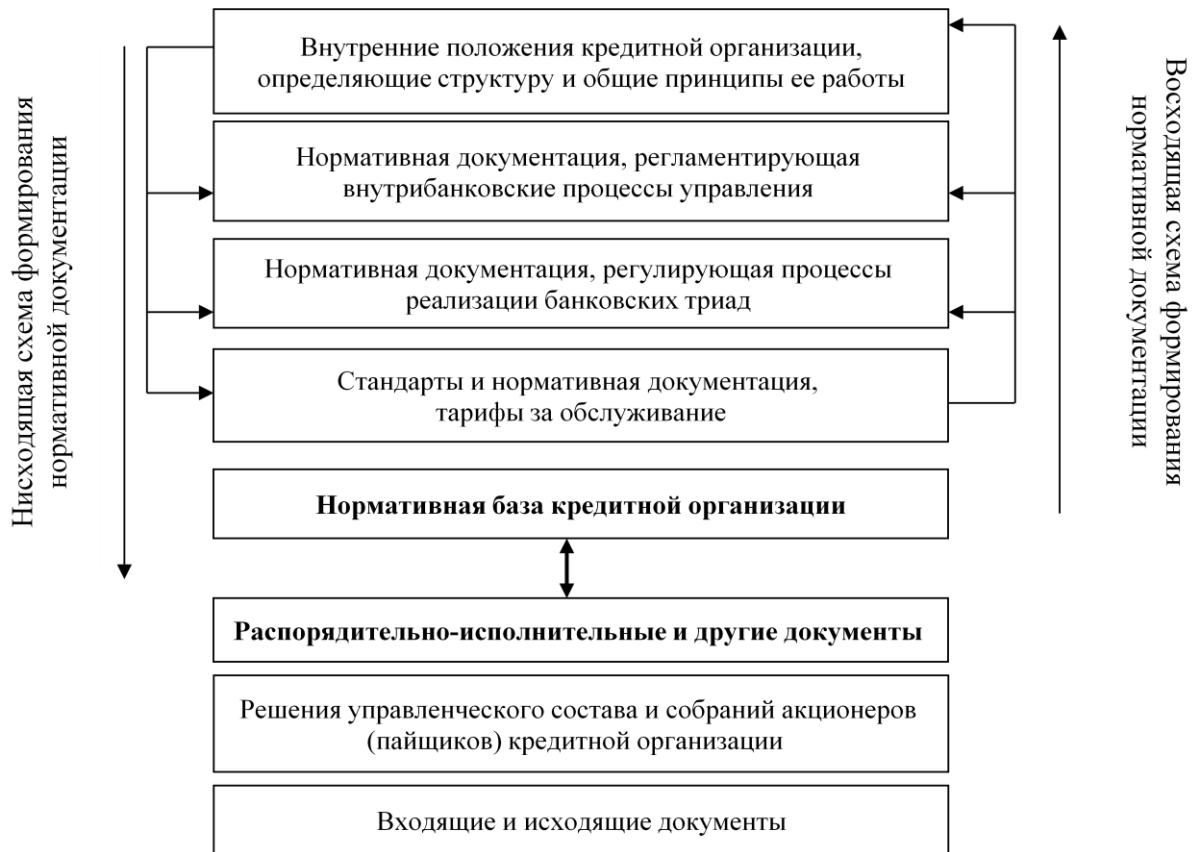 Нисходящая схема формирования
нормативной документации
Внутренние положения кредитной организации,
определяющие структуру и общие принципы ее работы
Нормативная документация, регламентирующая
внутрибанковские процессы управления
Нормативная документация, регулирующая процессы
реализации банковских триад
Стандарты и нормативная документация,
тарифы за обслуживание
Нормативная база кредитной организации
Распорядительно-исполнительные и другие документы
Решения управленческого состава и собраний акционеров
(пайщиков) кредитной организации
Входящие и исходящие документы
Восходящая схема формирования
нормативной документации